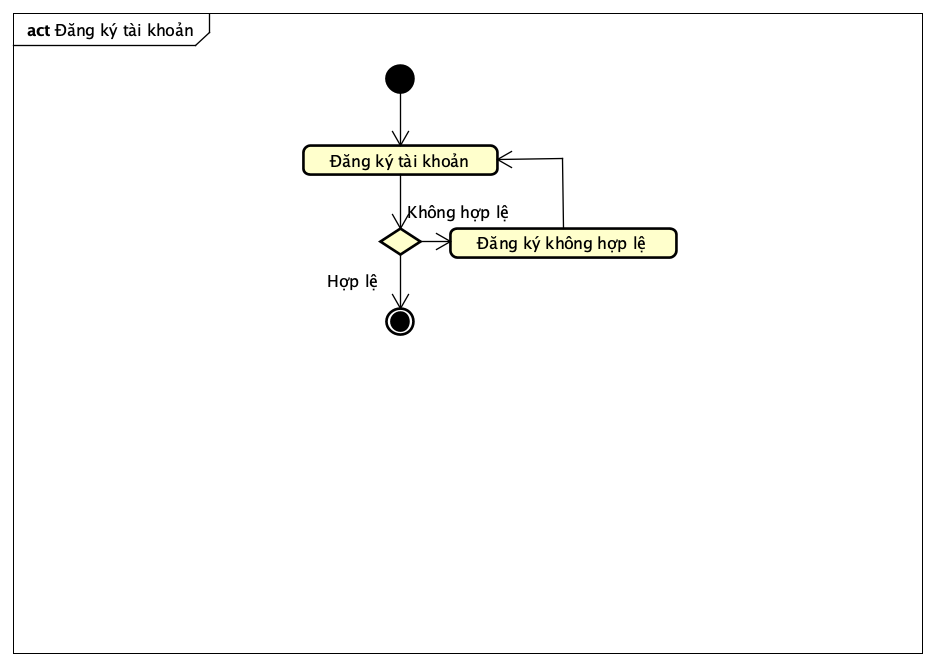 act Đăng ký tài khoản
Đăng ký tài khoản
Không hợp lệ
Đăng ký không hợp lệ
Hợp lệ